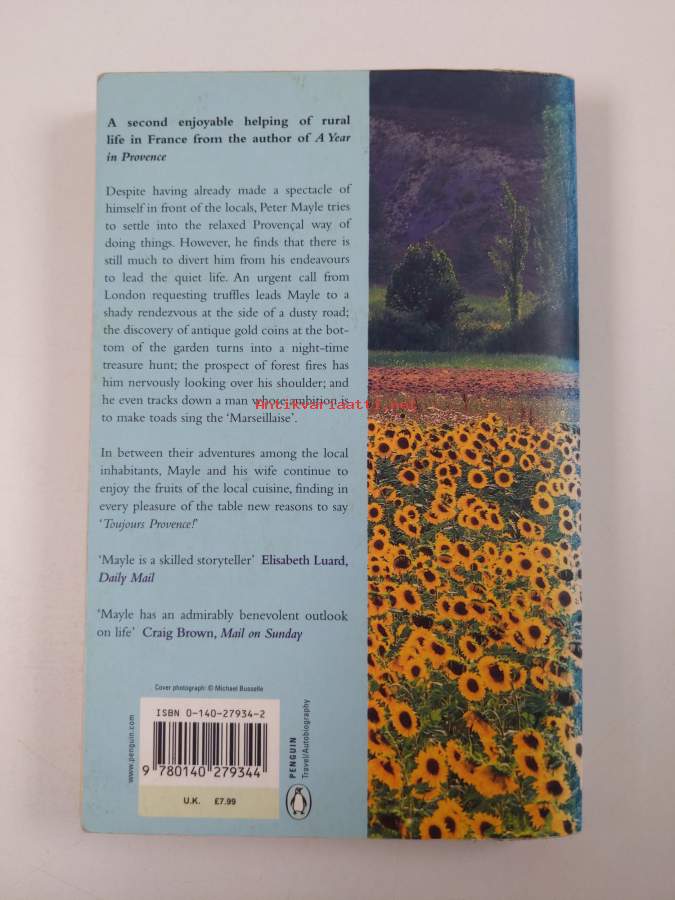 A second enjoyable helping of rural
life in France from the author of A Year
in Provence
Despite having already made a spectacle of
himself in front of the locals, Peter Mayle tries
to settle into the relaxed Provençal way of
doing things. However, he finds that there is
still much to divert him from his endeavours
to lead the quiet life. An urgent call from
London requesting truffles leads Mayle to a
shady rendezvous at the side of a dusty road;
the discovery of antique gold coins at the bot-
tom of the garden turns into a night-time
treasure hunt; the prospect of forest fires has
him nervously looking over his shoulder; and
he even tracks down a man whose ambition is
Antikvariaatti.net
to make toads sing the ‘Marseillaise’.
In between their adventures among the local
inhabitants, Mayle and his wife continue to
enjoy the fruits of the local cuisine, finding in
every pleasure of the table new reasons to say
‘Toujours Provence!’
‘Mayle is a skilled storyteller’ Elisabeth Luard,
Daily Mail
‘Mayle has an admirably benevolent outlook
on life’ Craig Brown, Mail on Sunday
Cover photograph: © Michael Busselle
www.penguin.com
ISBN 0-140-27934-2
9 780140 279344
U.K. £7.99
PENGUIN
Travel/Autobiography